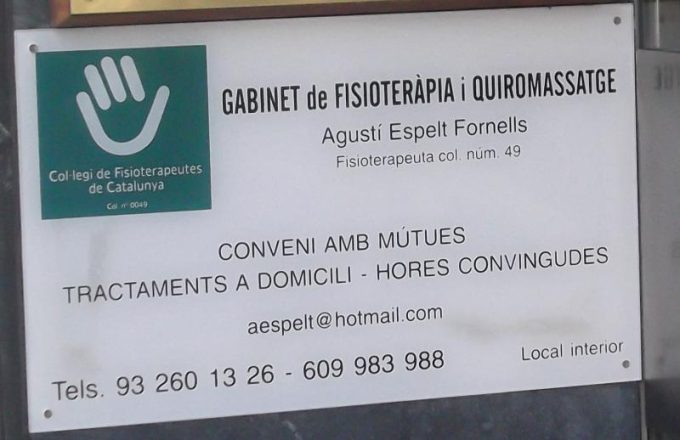 GABINET de FISIOTERÀPIA i QUIROMASSATGE
Agustí Espelt Fornells
Fisioterapeuta col. núm. 49
Col·legi de Fisioterapeutes
de Catalunya
Col nº 0049
CONVENI AMB MÚTUES
TRACTAMENTS A DOMICILI - HORES CONVINGUDES
aespelt@hotmail.com
Tels. 93 260 13 26 - 609 983 988
Local interior